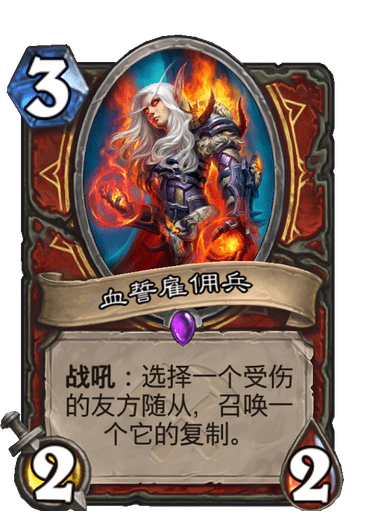 3
血誓雇佣兵
战吼：选择一个受伤
的友方随从，召唤一
个它的复制。
2
2